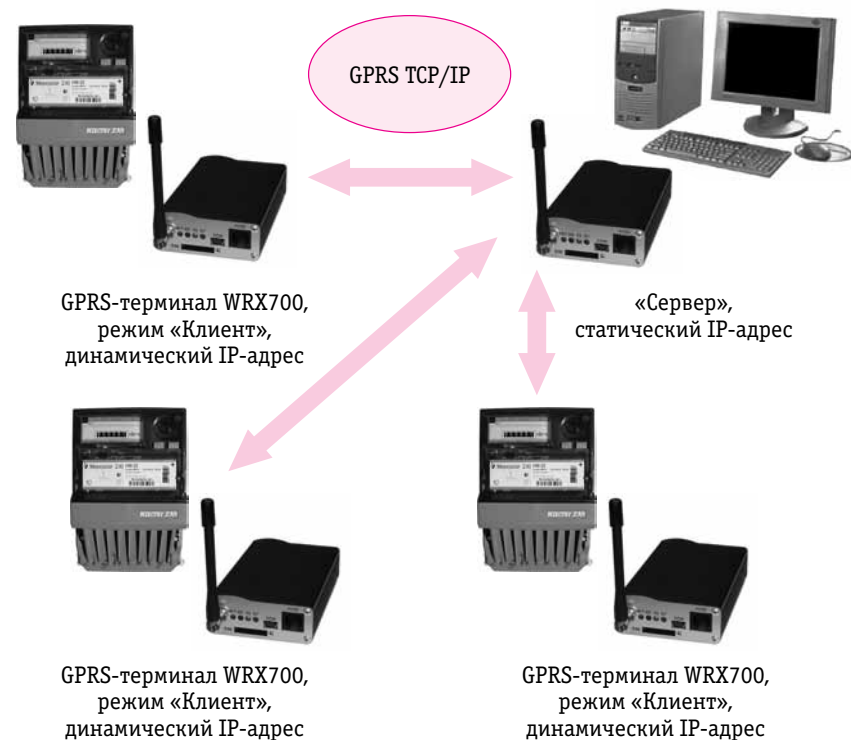 GPRS TCP/IP
GPRS-терминал WRX700,
режим «Клиент»,
динамический IP-адрес
«Сервер»,
статический IP-адрес
GPRS-терминал WRX700,
режим «Клиент»,
динамический IP-адрес
GPRS-терминал WRX700,
режим «Клиент»,
динамический IP-адрес